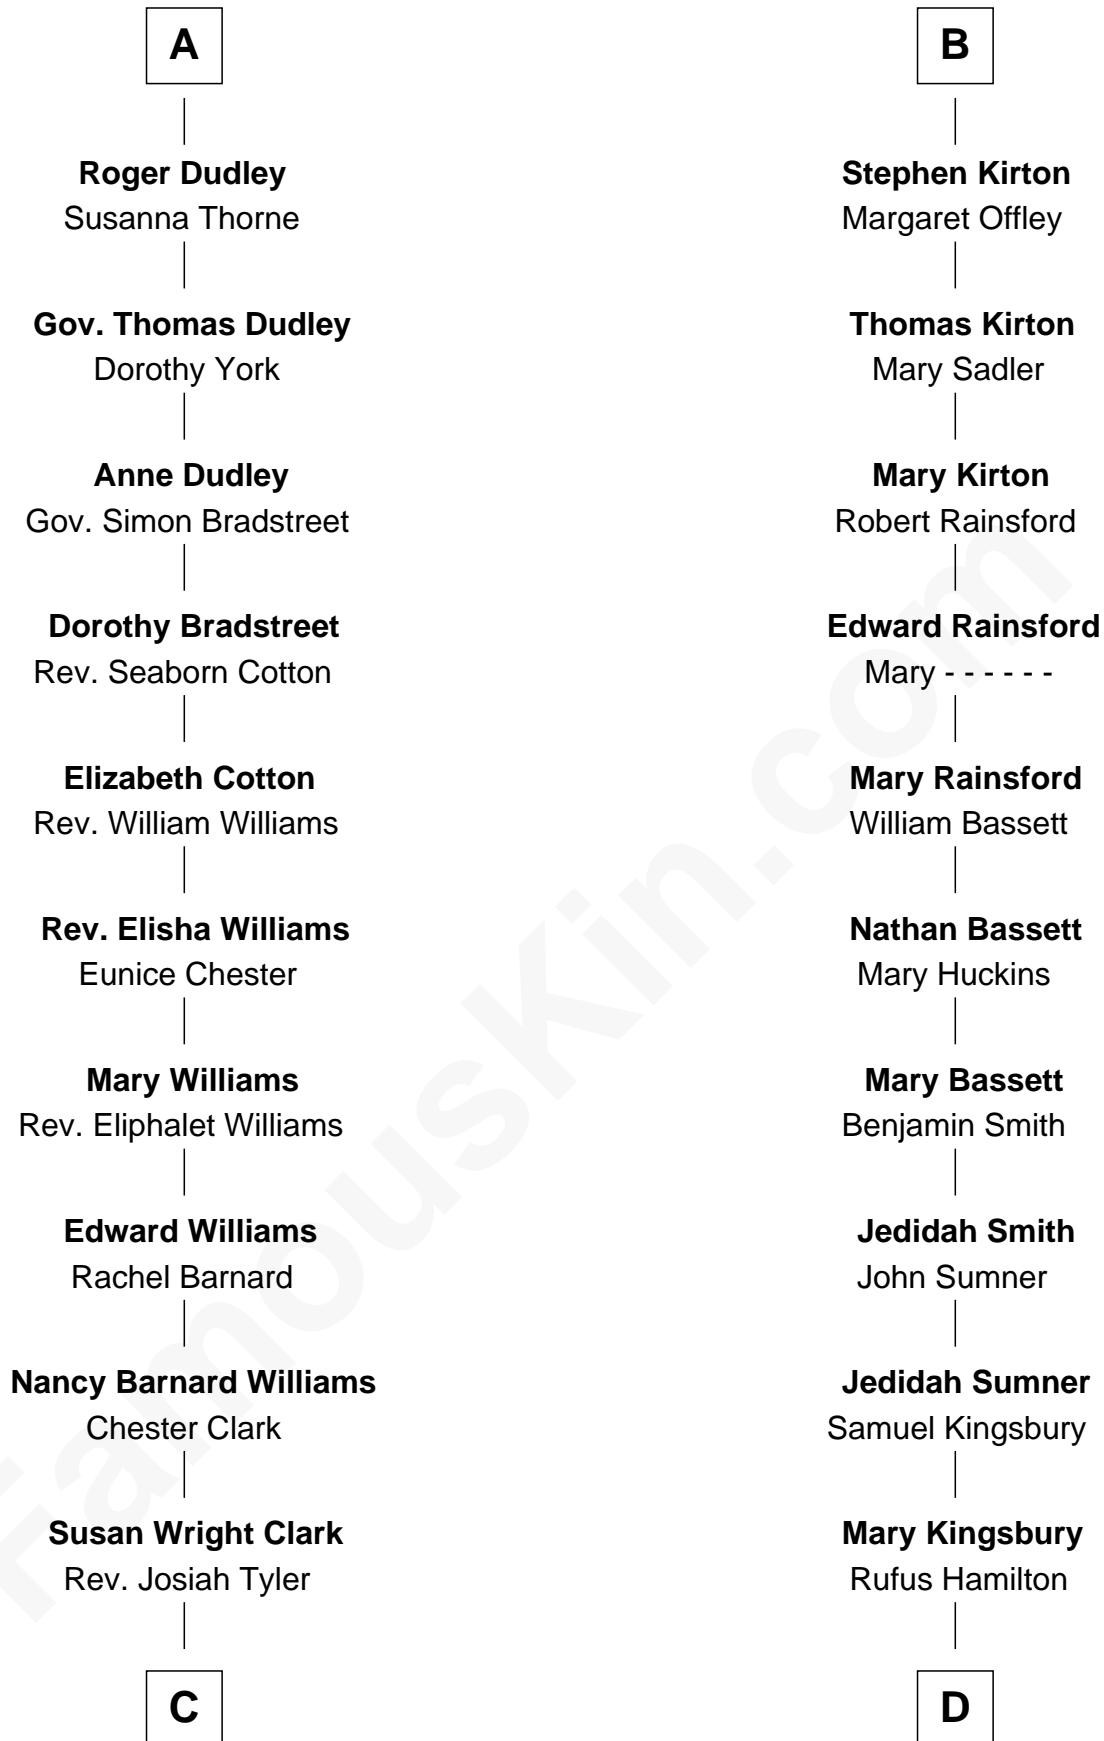 A
Roger Dudley
Susanna Thorne
Gov. Thomas Dudley
Dorothy York
Anne Dudley
Gov. Simon Bradstreet
Dorothy Bradstreet
Rev. Seaborn Cotton
Elizabeth Cotton
Rev. William Williams
Rev. Elisha Williams
Eunice Chester
Mary Williams
Rev. Eliphalet Williams
Edward Williams
Rachel Barnard
Nancy Barnard Williams
Chester Clark
Susan Wright Clark
Rev. Josiah Tyler
C
B
Stephen Kirton
Margaret Offley
Thomas Kirton
Mary Sadler
Mary Kirton
Robert Rainsford
Edward Rainsford
Mary - - - - - -
Mary Rainsford
William Bassett
Nathan Bassett
Mary Huckins
Mary Bassett
Benjamin Smith
Jedidah Smith
John Sumner
Jedidah Sumner
Samuel Kingsbury
Mary Kingsbury
Rufus Hamilton
D
FamousKin.com